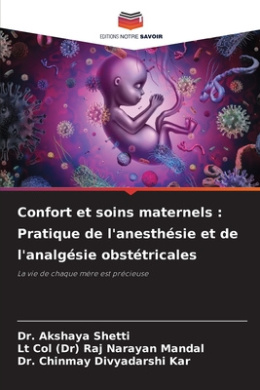 EDITIONS NOTRE SAVOIR
Confort et soins maternels :
Pratique de l'anesthésie et de
l'analgésie obstétricales
La vie de chaque mère est précieuse
Dr. Akshaya Shetti
Lt Col (Dr) Raj Narayan Mandal
Dr. Chinmay Divyadarshi Kar